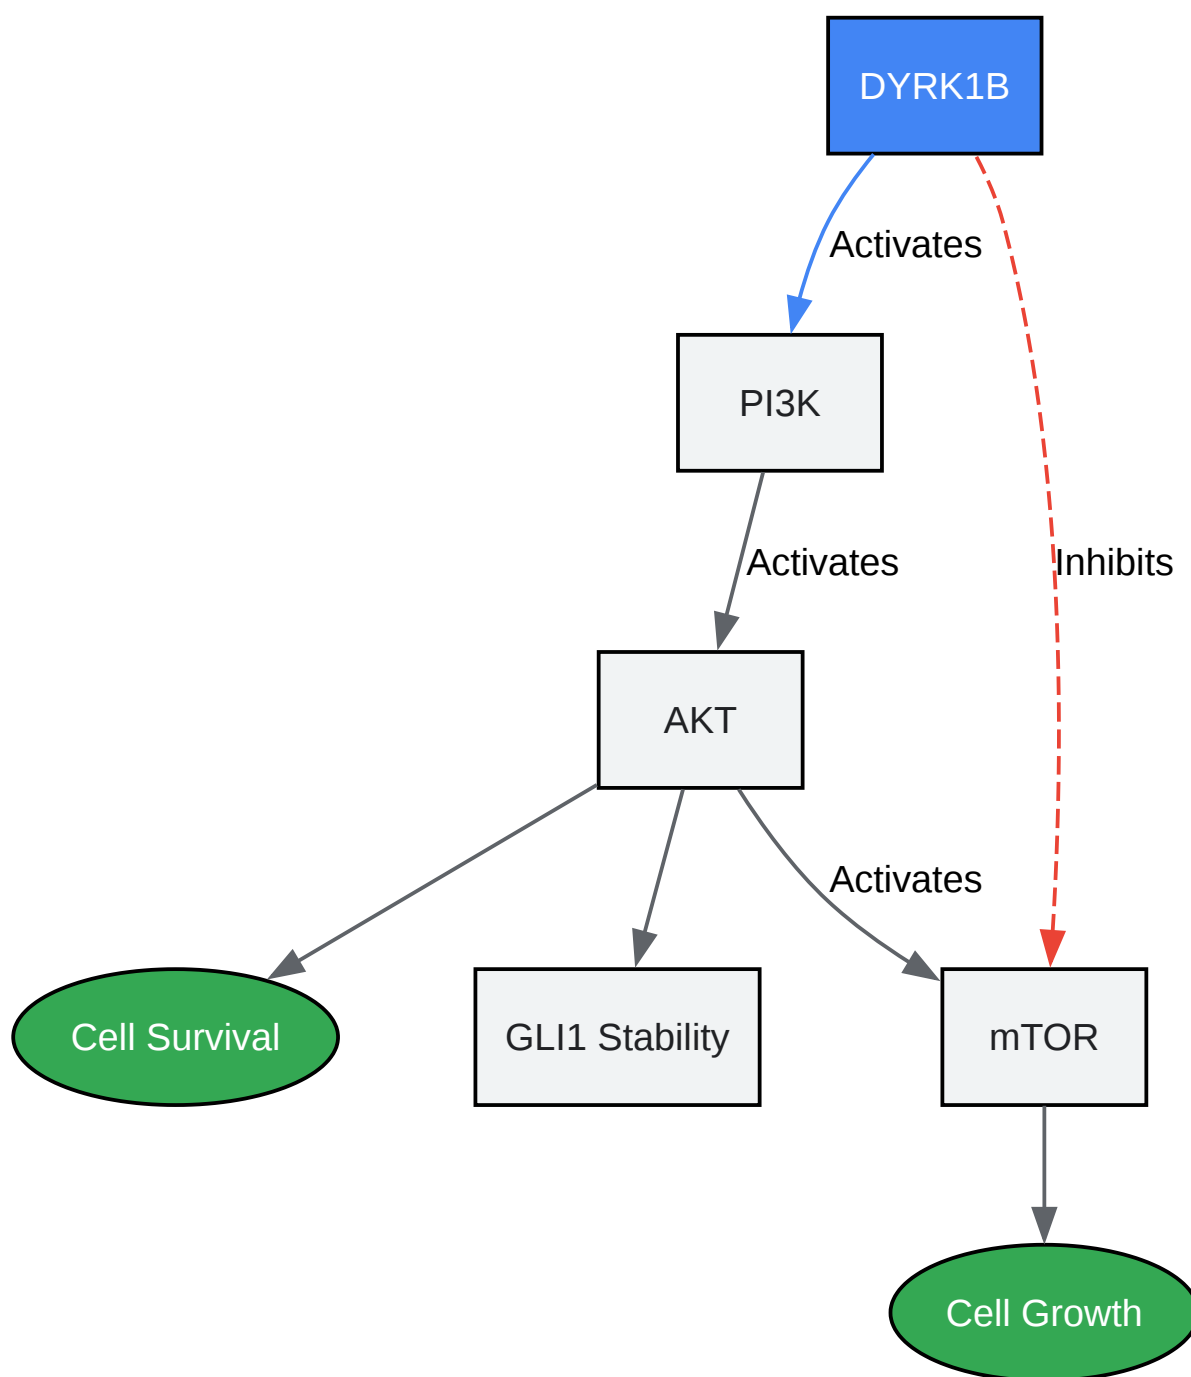 DYRK1B
Activates
PI3K
Activates
Inhibits
AKT
Activates
Cell Survival
GLI1 Stability
mTOR
Cell Growth